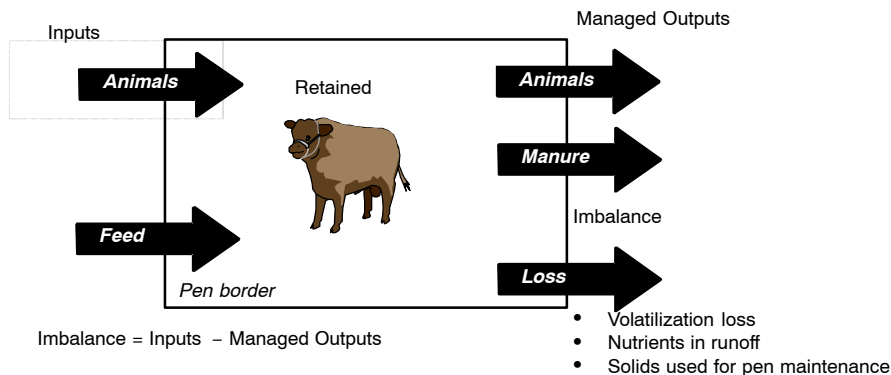 Managed Outputs
Inputs
Animals
Animals
Retained
Manure
Imbalance
Feed
Loss
Pen border
Imbalance = Inputs – Managed Outputs
• Volatilization loss
• Nutrients in runoff
• Solids used for pen maintenance